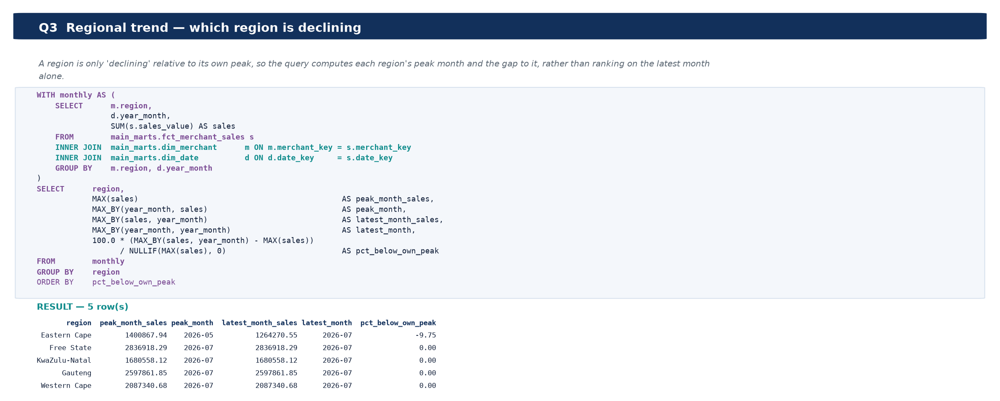 Q3  Regional trend — which region is declining
A region is only 'declining' relative to its own peak, so the query computes each region's peak month and the gap to it, rather than ranking on the latest month
alone.
WITH monthly AS (
    SELECT      m.region,
                d.year_month,
                SUM(s.sales_value) AS sales
    FROM        main_marts.fct_merchant_sales s
    INNER JOIN  main_marts.dim_merchant      m ON m.merchant_key = s.merchant_key
    INNER JOIN  main_marts.dim_date          d ON d.date_key     = s.date_key
    GROUP BY    m.region, d.year_month
)
SELECT      region,
            MAX(sales)                                            AS peak_month_sales,
            MAX_BY(year_month, sales)                             AS peak_month,
            MAX_BY(sales, year_month)                             AS latest_month_sales,
            MAX_BY(year_month, year_month)                        AS latest_month,
            100.0 * (MAX_BY(sales, year_month) - MAX(sales))
                  / NULLIF(MAX(sales), 0)                         AS pct_below_own_peak
FROM        monthly
GROUP BY    region
ORDER BY    pct_below_own_peak
RESULT — 5 row(s)
region  peak_month_sales peak_month  latest_month_sales latest_month  pct_below_own_peak
Eastern Cape        1400867.94    2026-05          1264270.55      2026-07               -9.75
Free State        2836918.29    2026-07          2836918.29      2026-07                0.00
KwaZulu-Natal        1680558.12    2026-07          1680558.12      2026-07                0.00
Gauteng        2597861.85    2026-07          2597861.85      2026-07                0.00
Western Cape        2087340.68    2026-07          2087340.68      2026-07                0.00